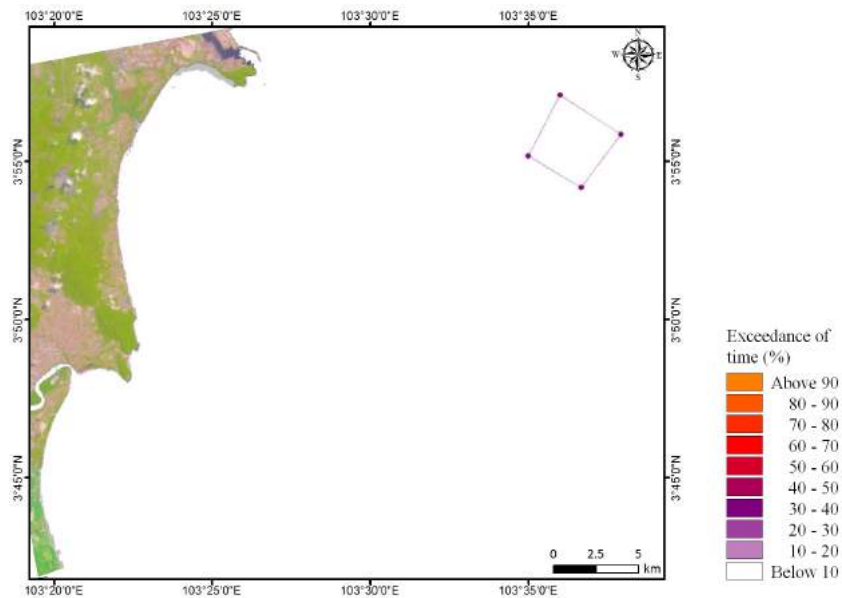 103°20'0"E 103°25'0"E 103°30'0"E 103°35'0"E
N
W E
S
3°55'0"N 3°55'0"N
3°50'0"N 3°50'0"N
3°45'0"N 3°45'0"N
0 2.5 5
km
103°20'0"E 103°25'0"E 103°30'0"E 103°35'0"E
Exceedance of
time (%)
Above 90
80 - 90
70 - 80
60 - 70
50 - 60
40 - 50
30 - 40
20 - 30
10 - 20
Below 10